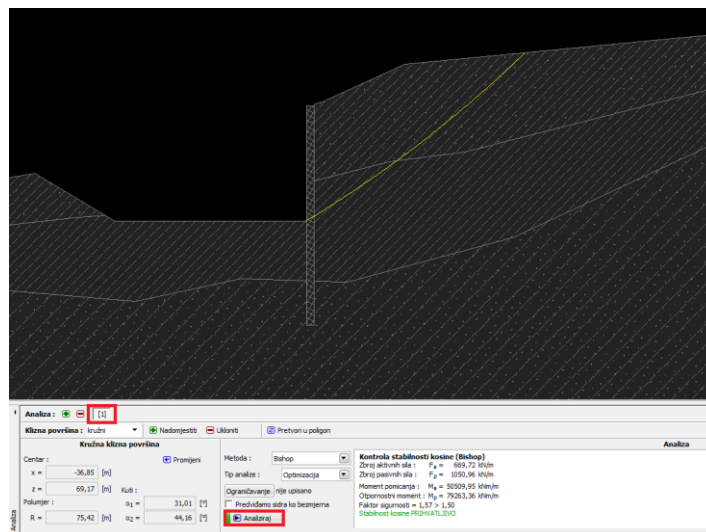 Analiza : [1]
Klizna površina : kružni Nadomjestiti Ukloniti Pretvori u poligon
Kružna klizna površina
Centar : Promijeni
x = -36,85 [m]
z = 69,17 [m] Kuti :
Polumjer : α1 = 31,01 [°]
R = 75,42 [m] α2 = 44,16 [°]
Metoda : Bishop
Tip analize : Optimizacija
Ograničavanje nije upisano
Predviđamo sidra ko bezmjerna
Analiziraj
Analiza
Kontrola stabilnosti kosine (Bishop)
Zbroj aktivnih sila : Fa = 669,72 kN/m
Zbroj pasivnih sila : Fp = 1050,96 kN/m
Moment pomicanja : Ma = 50509,95 kNm/m
Otpornostni moment : Mp = 79263,36 kNm/m
Faktor sigurnosti = 1,57 > 1,50
Stabilnost kosine PRIHVATLJIVO
Analiza